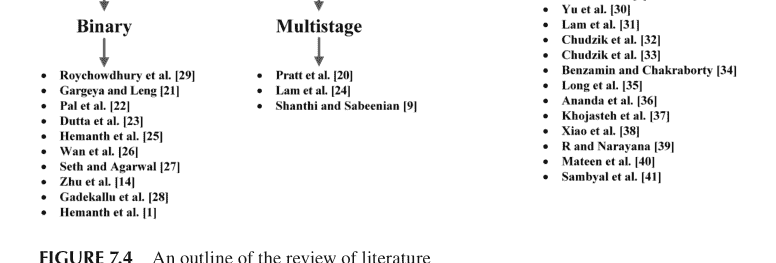 Binary
• Roychowdhury et al. [29]
• Gargeya and Leng [21]
• Pal et al. [22]
• Dutta et al. [23]
• Hemanth et al. [25]
• Wan et al. [26]
• Seth and Agarwal [27]
• Zhu et al. [14]
• Gadekallu et al. [28]
• Hemanth et al. [1]
Multistage
• Pratt et al. [20]
• Lam et al. [24]
• Shanthi and Sabeenian [9]
• Yu et al. [30]
• Lam et al. [31]
• Chudzik et al. [32]
• Chudzik et al. [33]
• Benzamin and Chakraborty [34]
• Long et al. [35]
• Ananda et al. [36]
• Khojasteh et al. [37]
• Xiao et al. [38]
• R and Narayana [39]
• Mateen et al. [40]
• Sambyal et al. [41]
FIGURE 7.4 An outline of the review of literature